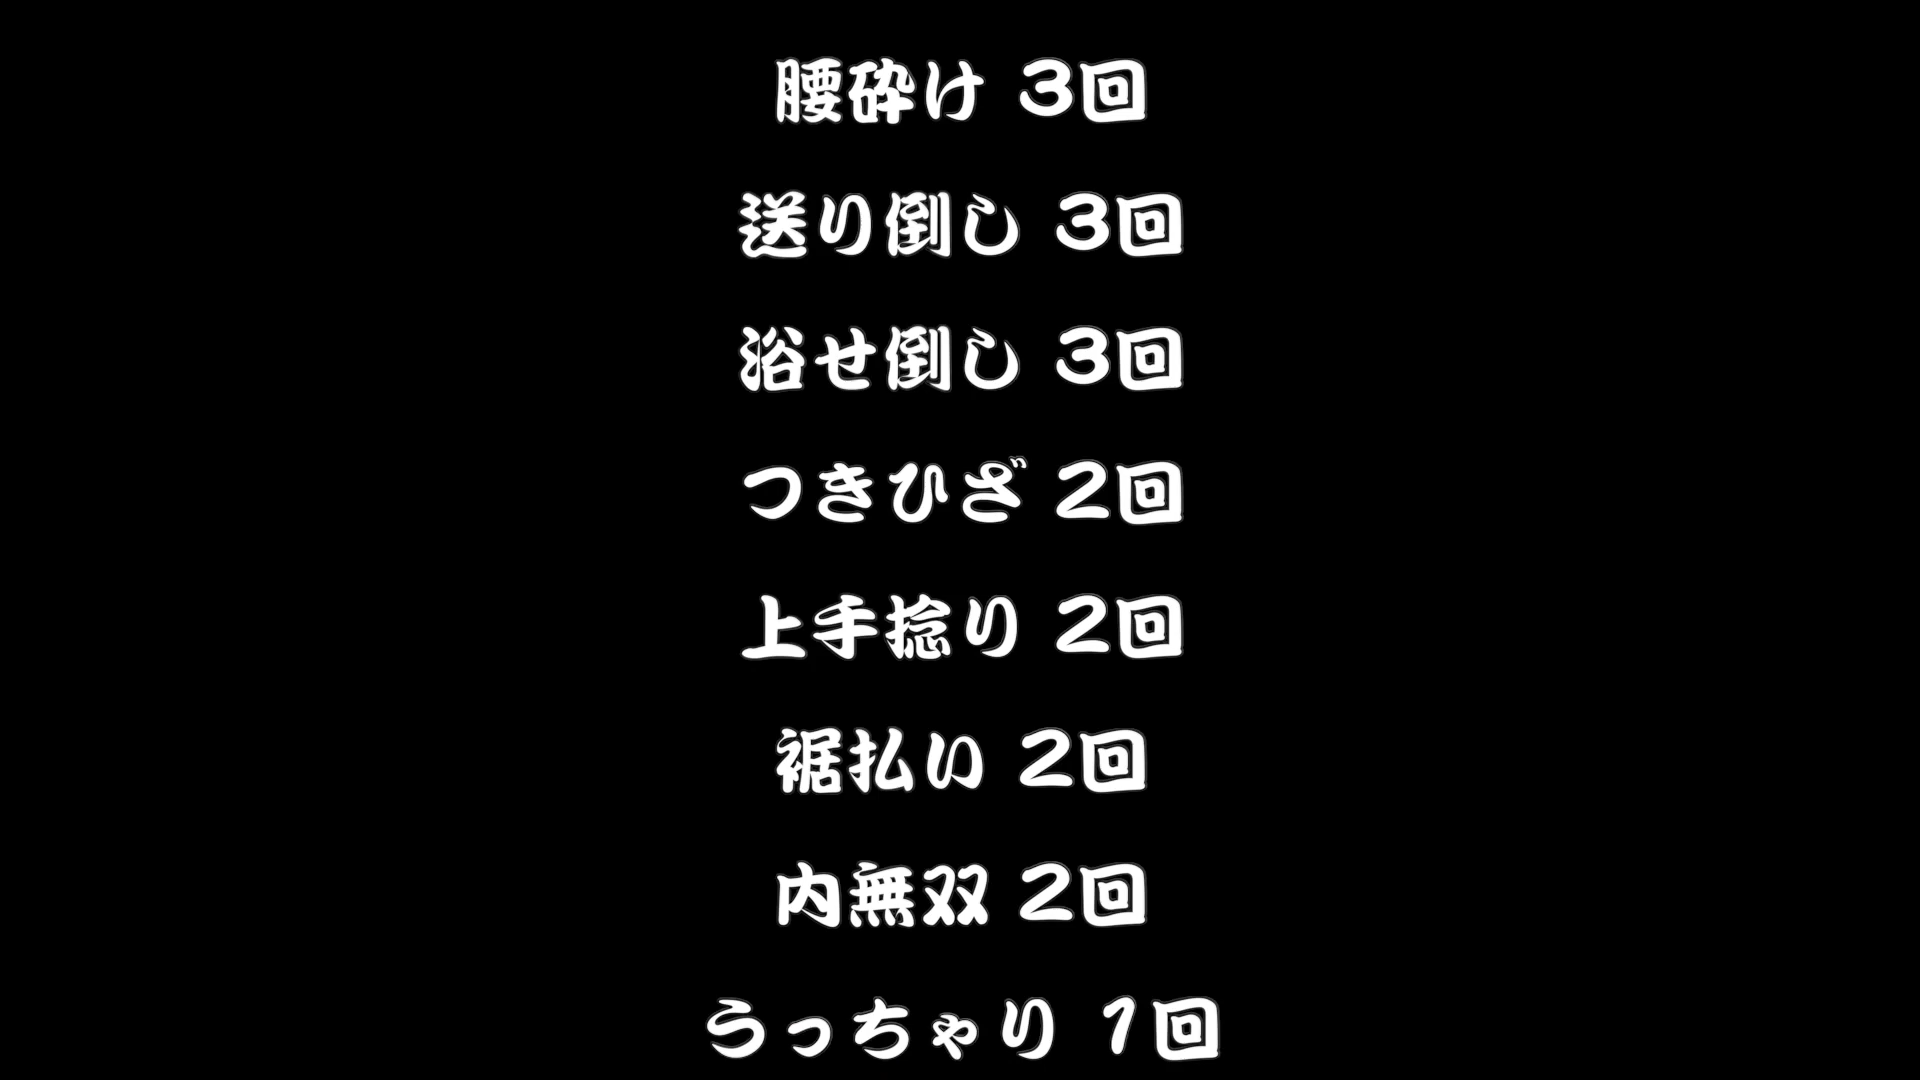 腰砕け 3回
送り倒し 3回
浴せ倒し 3回
つきひざ 2回
上手捻り 2回
裾払い 2回
内無双 2回
うっちゃり 1回